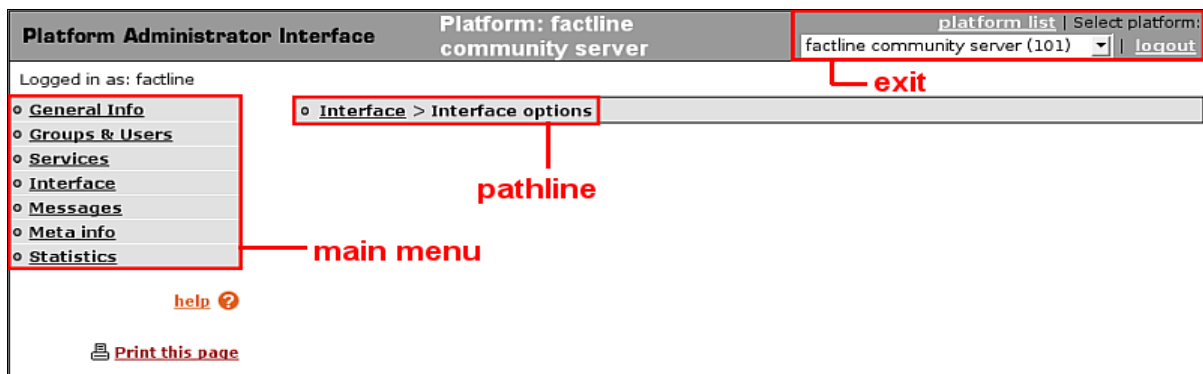 Platform Administrator Interface
Platform: factline
community server
platform list | Select platform:
factline community server (101) | logout
exit
Logged in as: factline
General Info
Groups & Users
Services
Interface
Messages
Meta info
Statistics
Interface > Interface options
pathline
main menu
help ?
Print this page